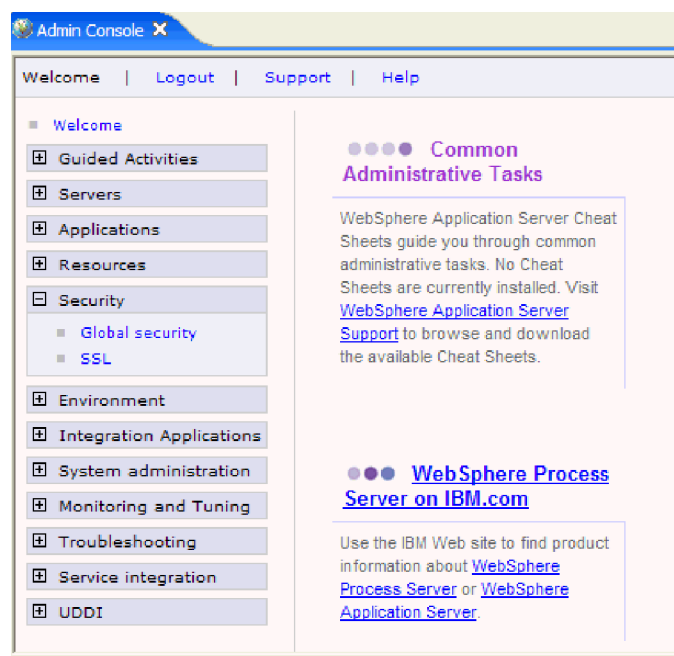 Admin Console
Welcome | Logout | Support | Help
Welcome
Guided Activities
Servers
Applications
Resources
Security
Global security
SSL
Environment
Integration Applications
System administration
Monitoring and Tuning
Troubleshooting
Service integration
UDDI
Common
Administrative Tasks
WebSphere Application Server Cheat
Sheets guide you through common
administrative tasks. No Cheat
Sheets are currently installed. Visit
WebSphere Application Server
Support to browse and download
the available Cheat Sheets.
WebSphere Process
Server on IBM.com
Use the IBM Web site to find product
information about WebSphere
Process Server or WebSphere
Application Server.